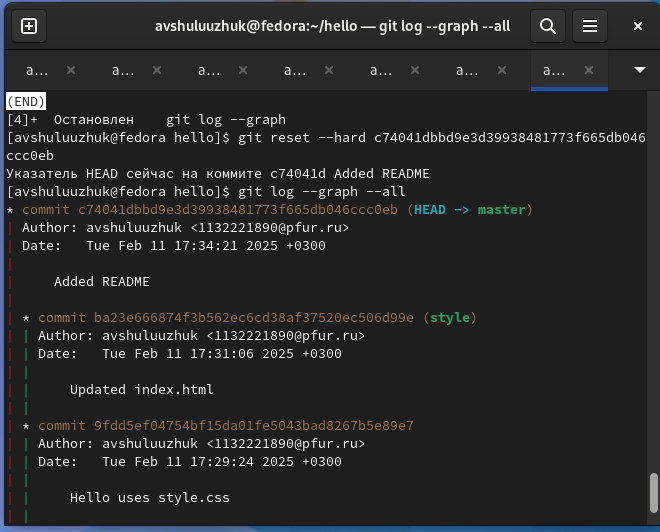 avshuluuzhuk@fedora:~/hello — git log --graph --all
a… a… a… a… a… a… a…
(END)
[4]+  Остановлен    git log --graph
[avshuluuzhuk@fedora hello]$ git reset --hard c74041dbbd9e3d39938481773f665db046
ccc0eb
Указатель HEAD сейчас на коммите c74041d Added README
[avshuluuzhuk@fedora hello]$ git log --graph --all
* commit c74041dbbd9e3d39938481773f665db046ccc0eb (HEAD -> master)
| Author: avshuluuzhuk <1132221890@pfur.ru>
| Date:   Tue Feb 11 17:34:21 2025 +0300
|
|     Added README
|
| * commit ba23e666874f3b562ec6cd38af37520ec506d99e (style)
| | Author: avshuluuzhuk <1132221890@pfur.ru>
| | Date:   Tue Feb 11 17:31:06 2025 +0300
| |
| |     Updated index.html
| |
| * commit 9fdd5ef04754bf15da01fe5043bad8267b5e89e7
| | Author: avshuluuzhuk <1132221890@pfur.ru>
| | Date:   Tue Feb 11 17:29:24 2025 +0300
| |
| |     Hello uses style.css
| |